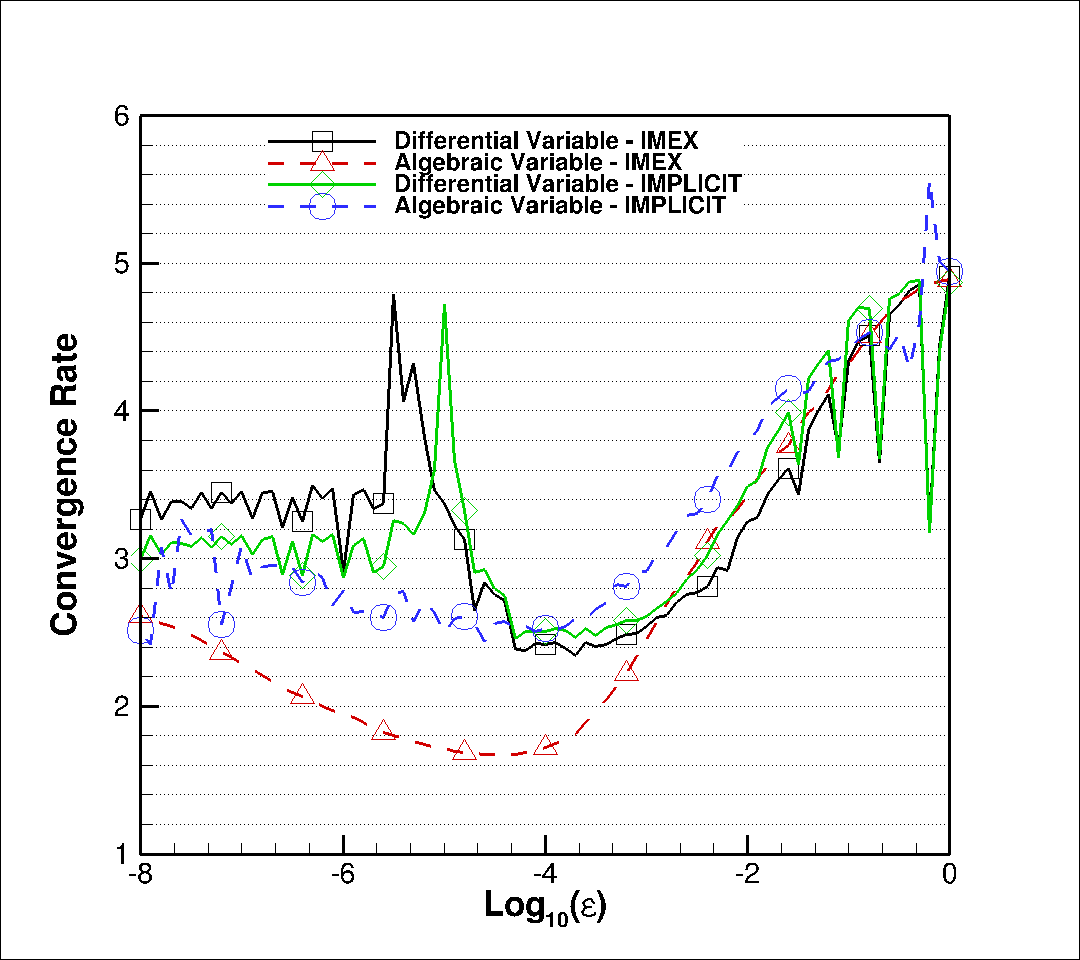 6
Differential Variable - IMEX
Algebraic Variable - IMEX
Differential Variable - IMPLICIT
Algebraic Variable - IMPLICIT
5
4
3
2
1
Convergence Rate
-8 -6 -4 -2 0
Log10(ε)